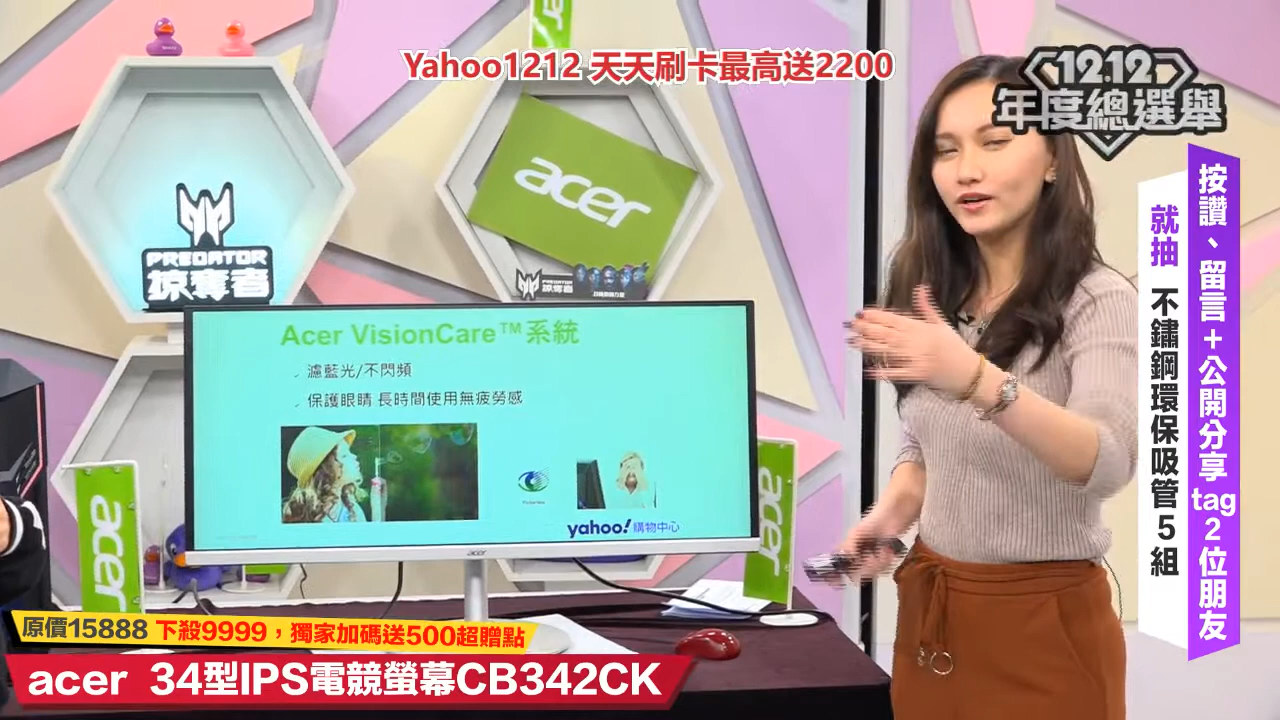 Yahoo1212 天天刷卡最高送2200
12.12
年度總選舉
acer
PREDATOR
掠奪者
PREDATOR
掠奪者
Acer VisionCare™系統
濾藍光/不閃頻
保護眼睛 長時間使用無疲勞感
yahoo!購物中心
acer
acer
acer
按讚、留言+公開分享 tag 2 位朋友
就抽 不鏽鋼環保吸管 5 組
原價15888 下殺9999，獨家加碼送500超贈點
acer 34型IPS電競螢幕CB342CK